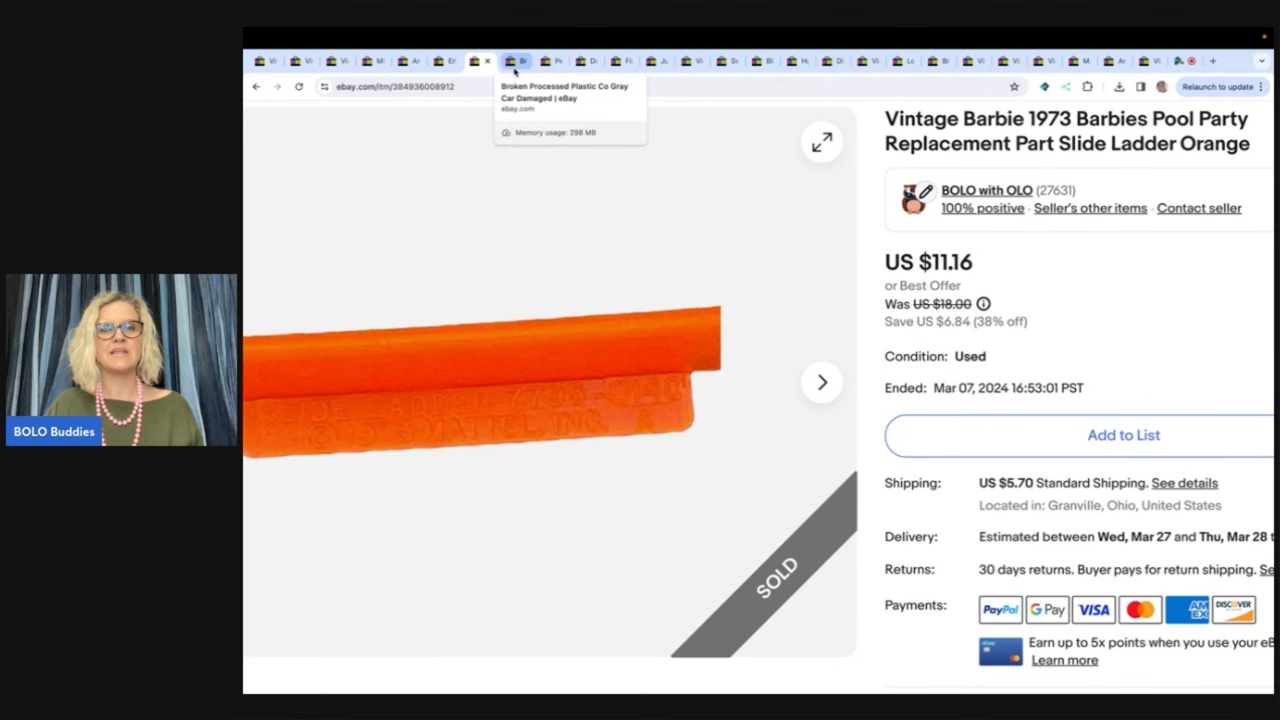 ebay.com/itm/384936008912
Relaunch to update
Broken Processed Plastic Co Gray
Car Damaged | eBay
ebay.com
Memory usage: 298 MB
Vintage Barbie 1973 Barbies Pool Party
Replacement Part Slide Ladder Orange
BOLO with OLO (27631)
100% positive · Seller's other items · Contact seller
US $11.16
or Best Offer
Was US $18.00
Save US $6.84 (38% off)
Condition: Used
Ended: Mar 07, 2024 16:53:01 PST
Add to List
Shipping: US $5.70 Standard Shipping. See details
Located in: Granville, Ohio, United States
Delivery: Estimated between Wed, Mar 27 and Thu, Mar 28 t
Returns: 30 days returns. Buyer pays for return shipping. Se
Payments: PayPal G Pay VISA AM EX DISCOVER
Earn up to 5x points when you use your eB
Learn more
SOLD
MATTEL, INC.
BOLO Buddies